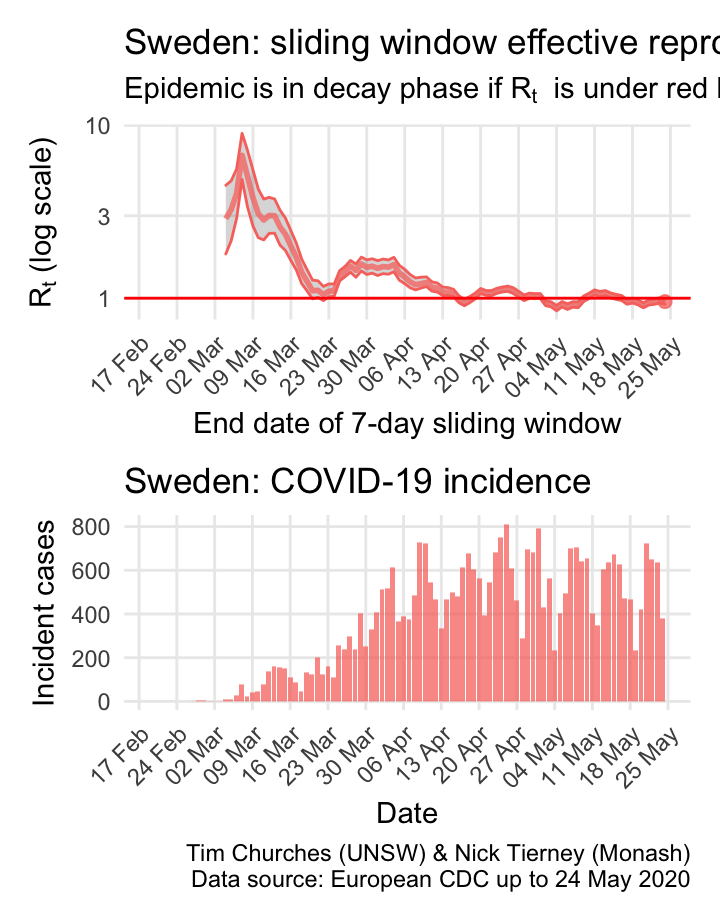 Sweden: sliding window effective repro
Epidemic is in decay phase if Rt is under red l
10
3
1
Rt (log scale)
17 Feb
24 Feb
02 Mar
09 Mar
16 Mar
23 Mar
30 Mar
06 Apr
13 Apr
20 Apr
27 Apr
04 May
11 May
18 May
25 May
End date of 7-day sliding window
Sweden: COVID-19 incidence
800
600
400
200
0
Incident cases
17 Feb
24 Feb
02 Mar
09 Mar
16 Mar
23 Mar
30 Mar
06 Apr
13 Apr
20 Apr
27 Apr
04 May
11 May
18 May
25 May
Date
Tim Churches (UNSW) & Nick Tierney (Monash)
Data source: European CDC up to 24 May 2020